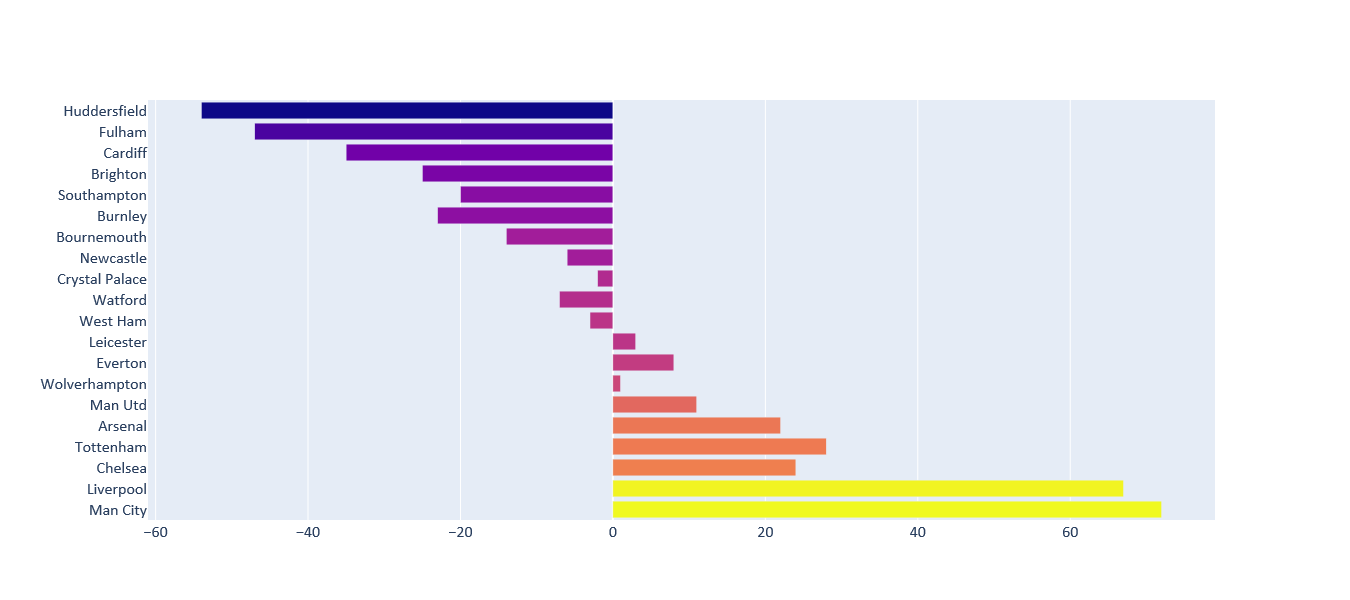 Huddersfield
Fulham
Cardiff
Brighton
Southampton
Burnley
Bournemouth
Newcastle
Crystal Palace
Watford
West Ham
Leicester
Everton
Wolverhampton
Man Utd
Arsenal
Tottenham
Chelsea
Liverpool
Man City
−60 −40 −20 0 20 40 60